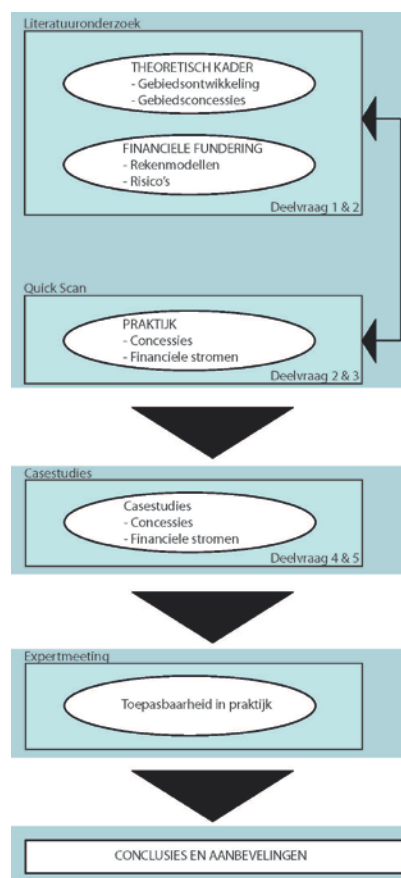 Literatuuronderzoek
THEORETISCH KADER
- Gebiedsontwikkeling
- Gebiedsconcessies
FINANCIELE FUNDERING
- Rekenmodellen
- Risico's
Deelvraag 1 & 2
Quick Scan
PRAKTIJK
- Concessies
- Financiele stromen
Deelvraag 2 & 3
Casestudies
Casestudies
- Concessies
- Financiele stromen
Deelvraag 4 & 5
Expertmeeting
Toepasbaarheid in praktijk
CONCLUSIES EN AANBEVELINGEN